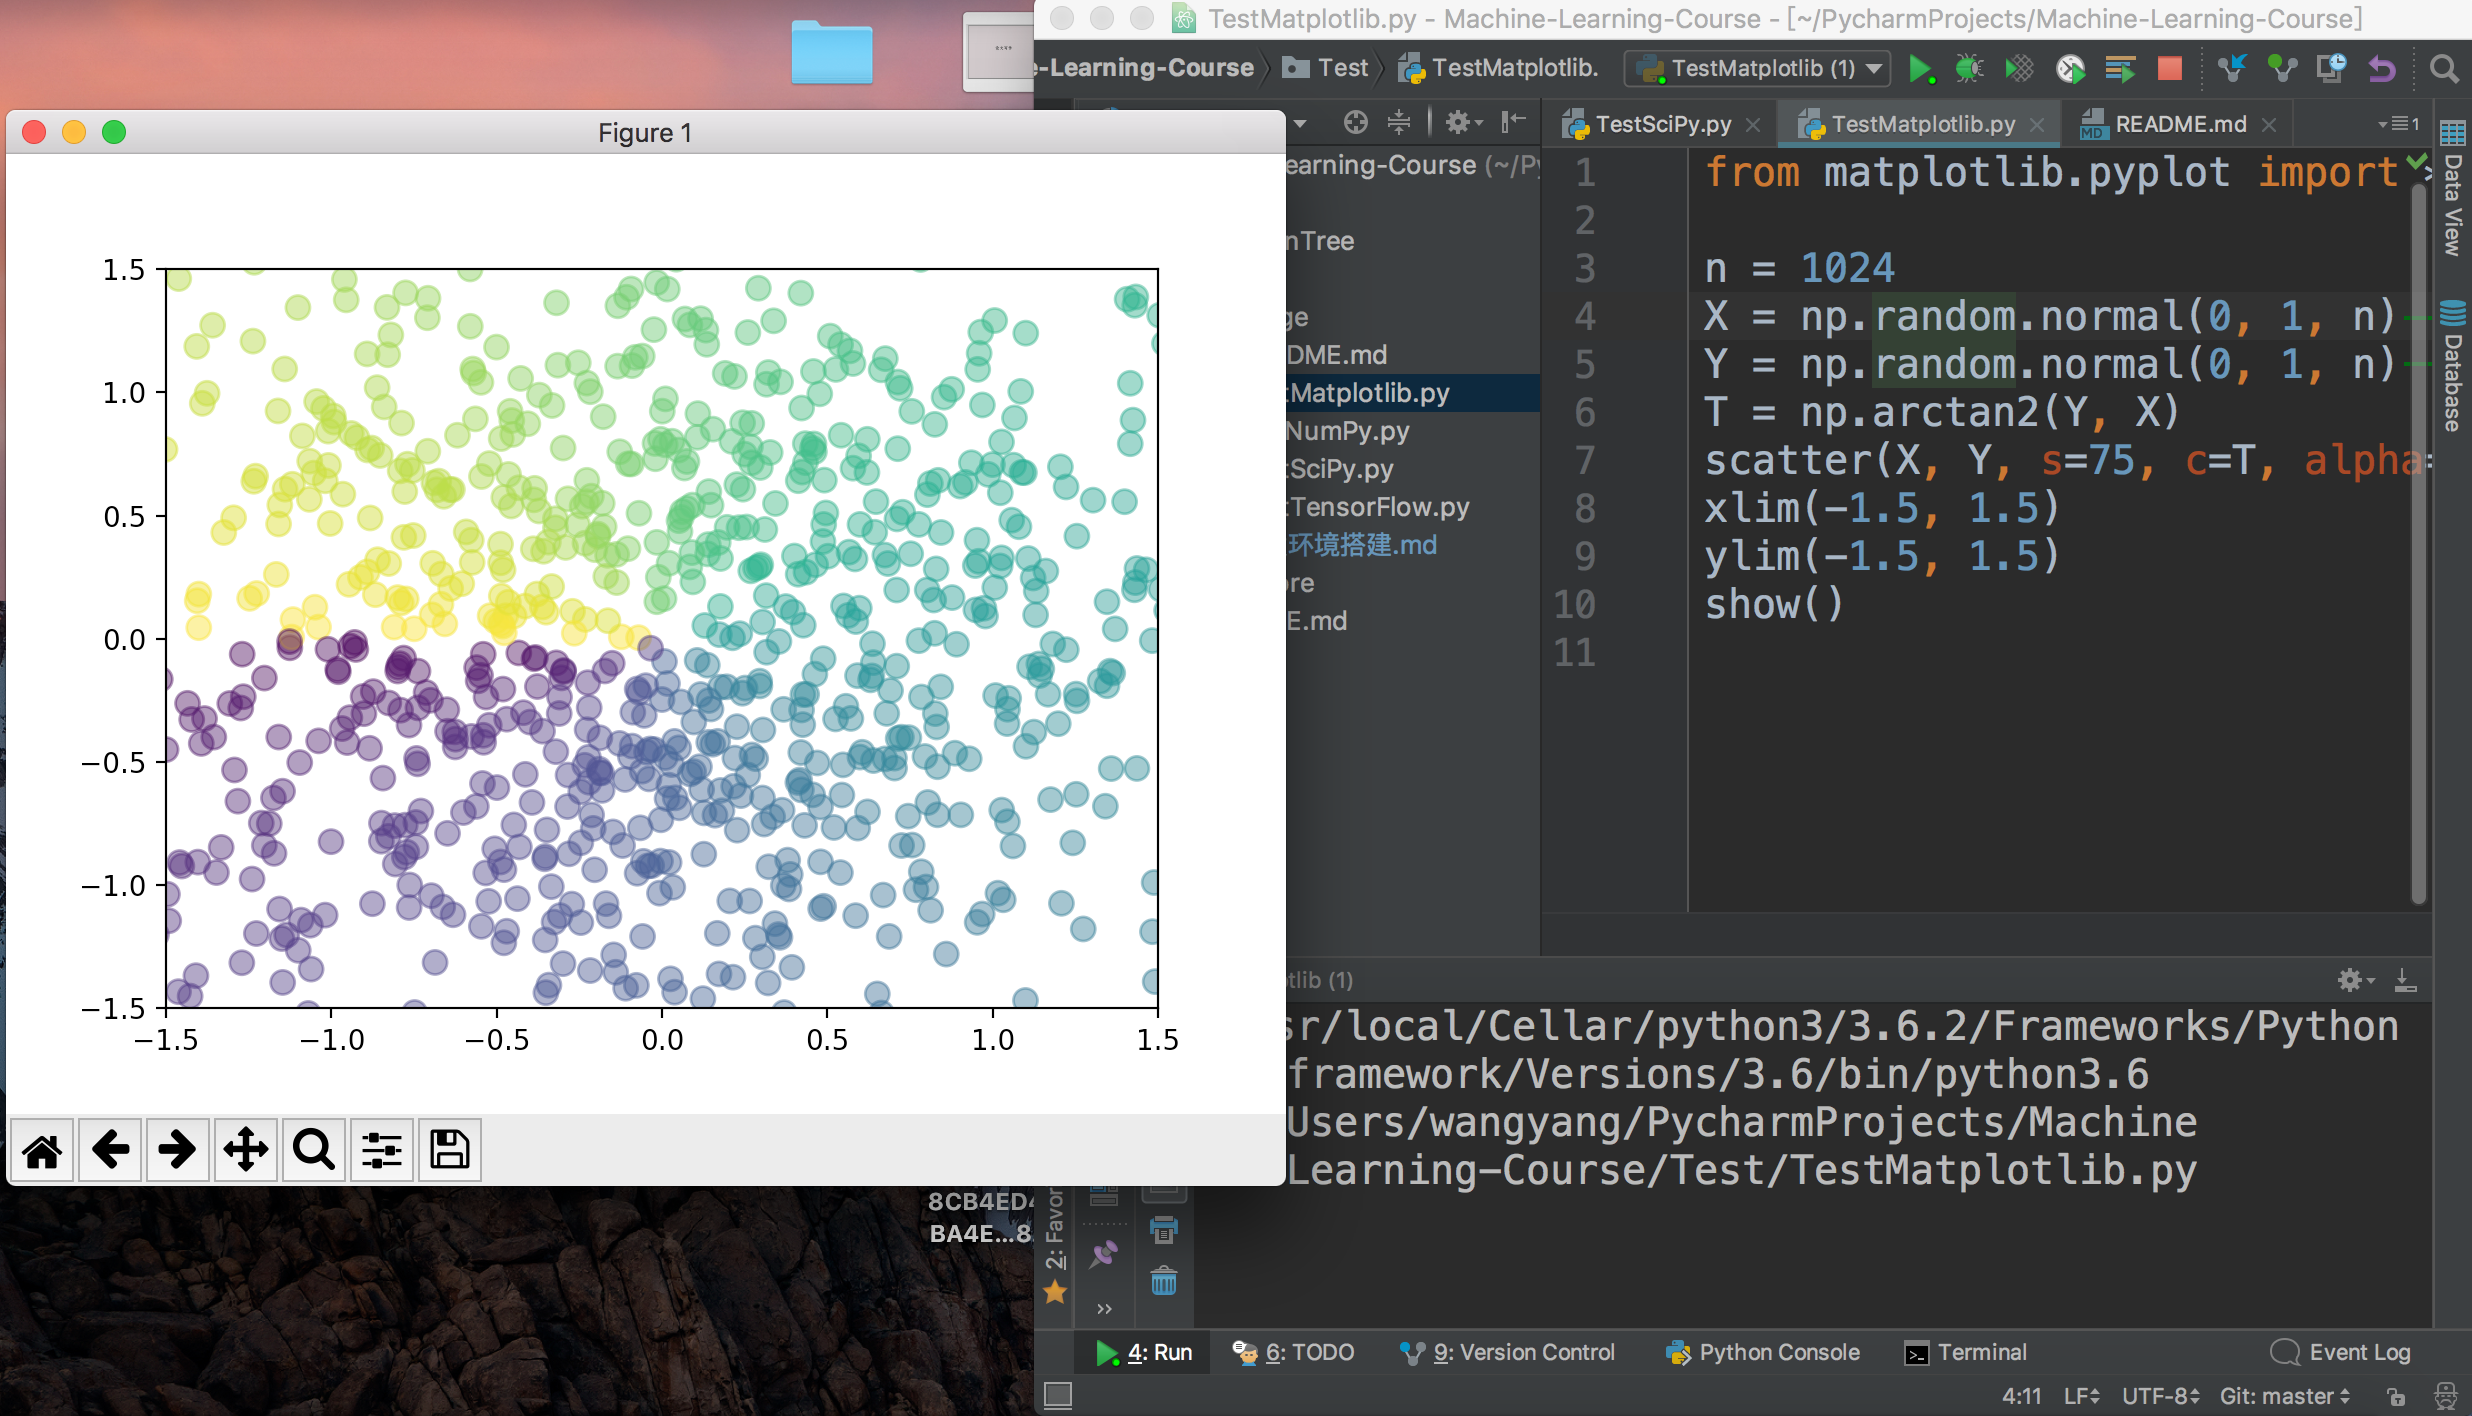 TestMatplotlib.py - Machine-Learning-Course - [~/PycharmProjects/Machine-Learning-Course]
-Learning-Course Test TestMatplotlib. TestMatplotlib (1)
Figure 1
1.5
1.0
0.5
0.0
−0.5
−1.0
−1.5
−1.5 −1.0 −0.5 0.0 0.5 1.0 1.5
earning-Course (~/Py
nTree
ge
DME.md
tMatplotlib.py
NumPy.py
tSciPy.py
tTensorFlow.py
环境搭建.md
ore
E.md
TestSciPy.py TestMatplotlib.py MD README.md 1
1 from matplotlib.pyplot import
2
3 n = 1024
4 X = np.random.normal(0, 1, n)
5 Y = np.random.normal(0, 1, n)
6 T = np.arctan2(Y, X)
7 scatter(X, Y, s=75, c=T, alpha=
8 xlim(-1.5, 1.5)
9 ylim(-1.5, 1.5)
10 show()
11
Data View
Database
tlib (1)
sr/local/Cellar/python3/3.6.2/Frameworks/Python
framework/Versions/3.6/bin/python3.6
Users/wangyang/PycharmProjects/Machine
Learning-Course/Test/TestMatplotlib.py
8CB4ED4
BA4E...8
2: Favor
4: Run 6: TODO 9: Version Control Python Console Terminal Event Log
4:11 LF UTF-8 Git: master